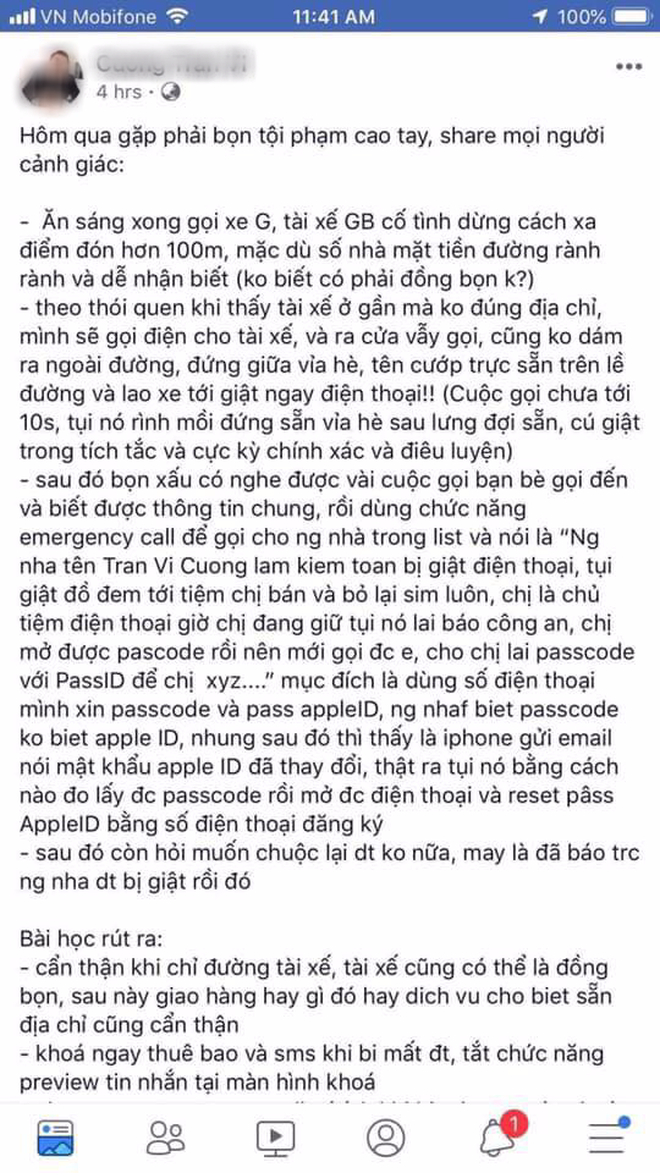 VN Mobifone 11:41 AM 100%
4 hrs ·
Hôm qua gặp phải bọn tội phạm cao tay, share mọi người
cảnh giác:
- Ăn sáng xong gọi xe G, tài xế GB cố tình dừng cách xa
điểm đón hơn 100m, mặc dù số nhà mặt tiền đường rành
rành và dễ nhận biết (ko biết có phải đồng bọn k?)
- theo thói quen khi thấy tài xế ở gần mà ko đúng địa chỉ,
mình sẽ gọi điện cho tài xế, và ra cửa vẫy gọi, cũng ko dám
ra ngoài đường, đứng giữa vỉa hè, tên cướp trực sẵn trên lề
đường và lao xe tới giật ngay điện thoại!! (Cuộc gọi chưa tới
10s, tụi nó rình mồi đứng sẵn vỉa hè sau lưng đợi sẵn, cú giật
trong tích tắc và cực kỳ chính xác và điêu luyện)
- sau đó bọn xấu có nghe được vài cuộc gọi bạn bè gọi đến
và biết được thông tin chung, rồi dùng chức năng
emergency call để gọi cho ng nhà trong list và nói là “Ng
nha tên Tran Vi Cuong lam kiem toan bị giật điện thoại, tụi
giật đồ đem tới tiệm chị bán và bỏ lại sim luôn, chị là chủ
tiệm điện thoại giờ chị đang giữ tụi nó lai báo công an, chị
mở được pascode rồi nên mới gọi đc e, cho chị lai passcode
với PassID để chị xyz....” mục đích là dùng số điện thoại
mình xin passcode và pass appleID, ng nhaf biet passcode
ko biet apple ID, nhung sau đó thì thấy là iphone gửi email
nói mật khẩu apple ID đã thay đổi, thật ra tụi nó bằng cách
nào đo lấy đc passcode rồi mở đc điện thoại và reset pâss
AppleID bằng số điện thoại đăng ký
- sau đó còn hỏi muốn chuộc lại dt ko nữa, may là đã báo trc
ng nha dt bị giật rồi đó
Bài học rút ra:
- cẩn thận khi chỉ đường tài xế, tài xế cũng có thể là đồng
bọn, sau này giao hàng hay gì đó hay dich vu cho biet sẵn
địa chỉ cũng cẩn thận
- khoá ngay thuê bao và sms khi bi mất đt, tắt chức năng
preview tin nhắn tại màn hình khoá
1